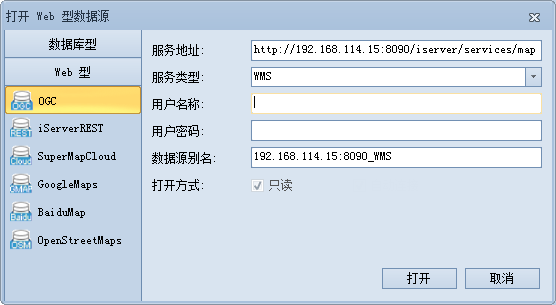 打开 Web 型数据源
数据库型
Web 型
OGC
iServerREST
SuperMapCloud
GoogleMaps
BaiduMap
OpenStreetMaps
服务地址: http://192.168.114.15:8090/iserver/services/map
服务类型: WMS
用户名称:
用户密码:
数据源别名: 192.168.114.15:8090_WMS
打开方式: 只读
打开 取消